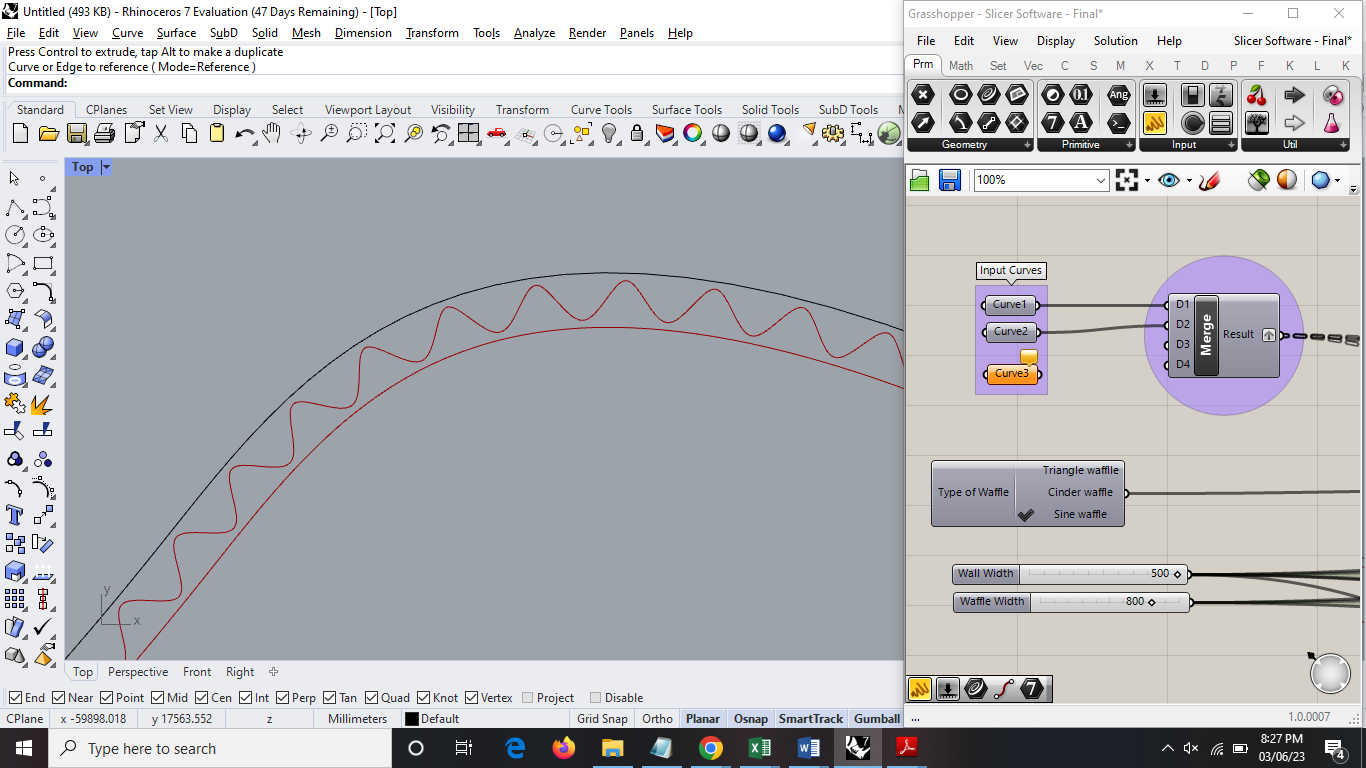 Untitled (493 KB) - Rhinoceros 7 Evaluation (47 Days Remaining) - [Top]
File Edit View Curve Surface SubD Solid Mesh Dimension Transform Tools Analyze Render Panels Help
Press Control to extrude, tap Alt to make a duplicate
Curve or Edge to reference ( Mode=Reference )
Command:
Standard CPlanes Set View Display Select Viewport Layout Visibility Transform Curve Tools Surface Tools Solid Tools SubD Tools M
Top
y
x
Top Perspective Front Right
End Near Point Mid Cen Int Perp Tan Quad Knot Vertex Project Disable
CPlane x -59898.018 y 17563.552 z Millimeters Default Grid Snap Ortho Planar Osnap SmartTrack Gumball
Grasshopper - Slicer Software - Final*
File Edit View Display Solution Help Slicer Software - Final*
Prm Math Set Vec C S M X T D P F K L K
0.1 Ang
7 A
Geometry Primitive Input Util
100%
Input Curves
Curve1
Curve2
Curve3
D1
D2
D3
D4
Merge
Result
Type of Waffle
Triangle wafflle
Cinder waffle
Sine waffle
Wall Width 500
Waffle Width 800
7
... 1.0.0007
Type here to search
8:27 PM
03/06/23
4